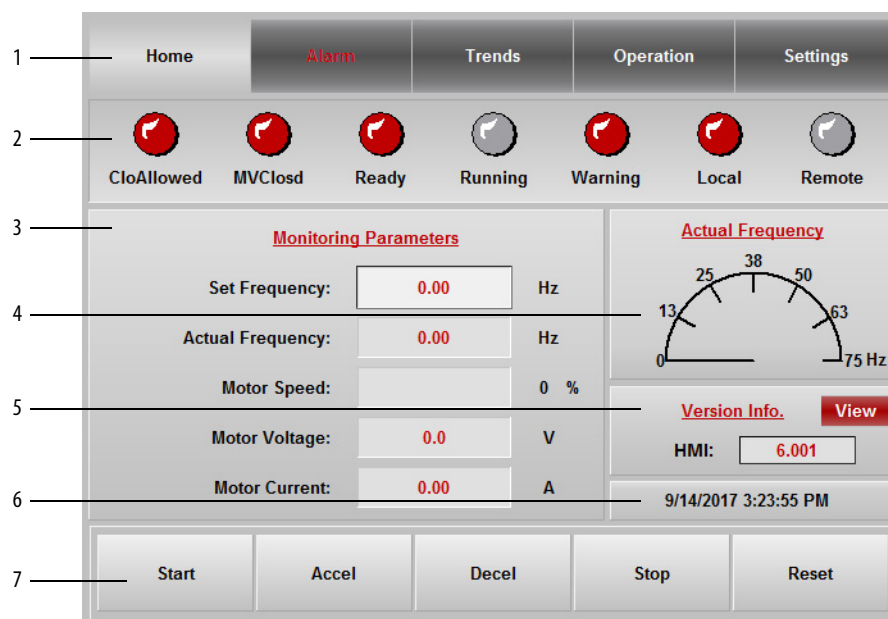 1
Home Alarm Trends Operation Settings
2
CloAllowed MVClosd Ready Running Warning Local Remote
3
Monitoring Parameters
Set Frequency: 0.00 Hz
4
Actual Frequency: 0.00 Hz
Motor Speed: 0 %
5
Motor Voltage: 0.0 V
Motor Current: 0.00 A
6
Actual Frequency
0 13 25 38 50 63 75 Hz
Version Info. View
HMI: 6.001
9/14/2017 3:23:55 PM
7
Start Accel Decel Stop Reset